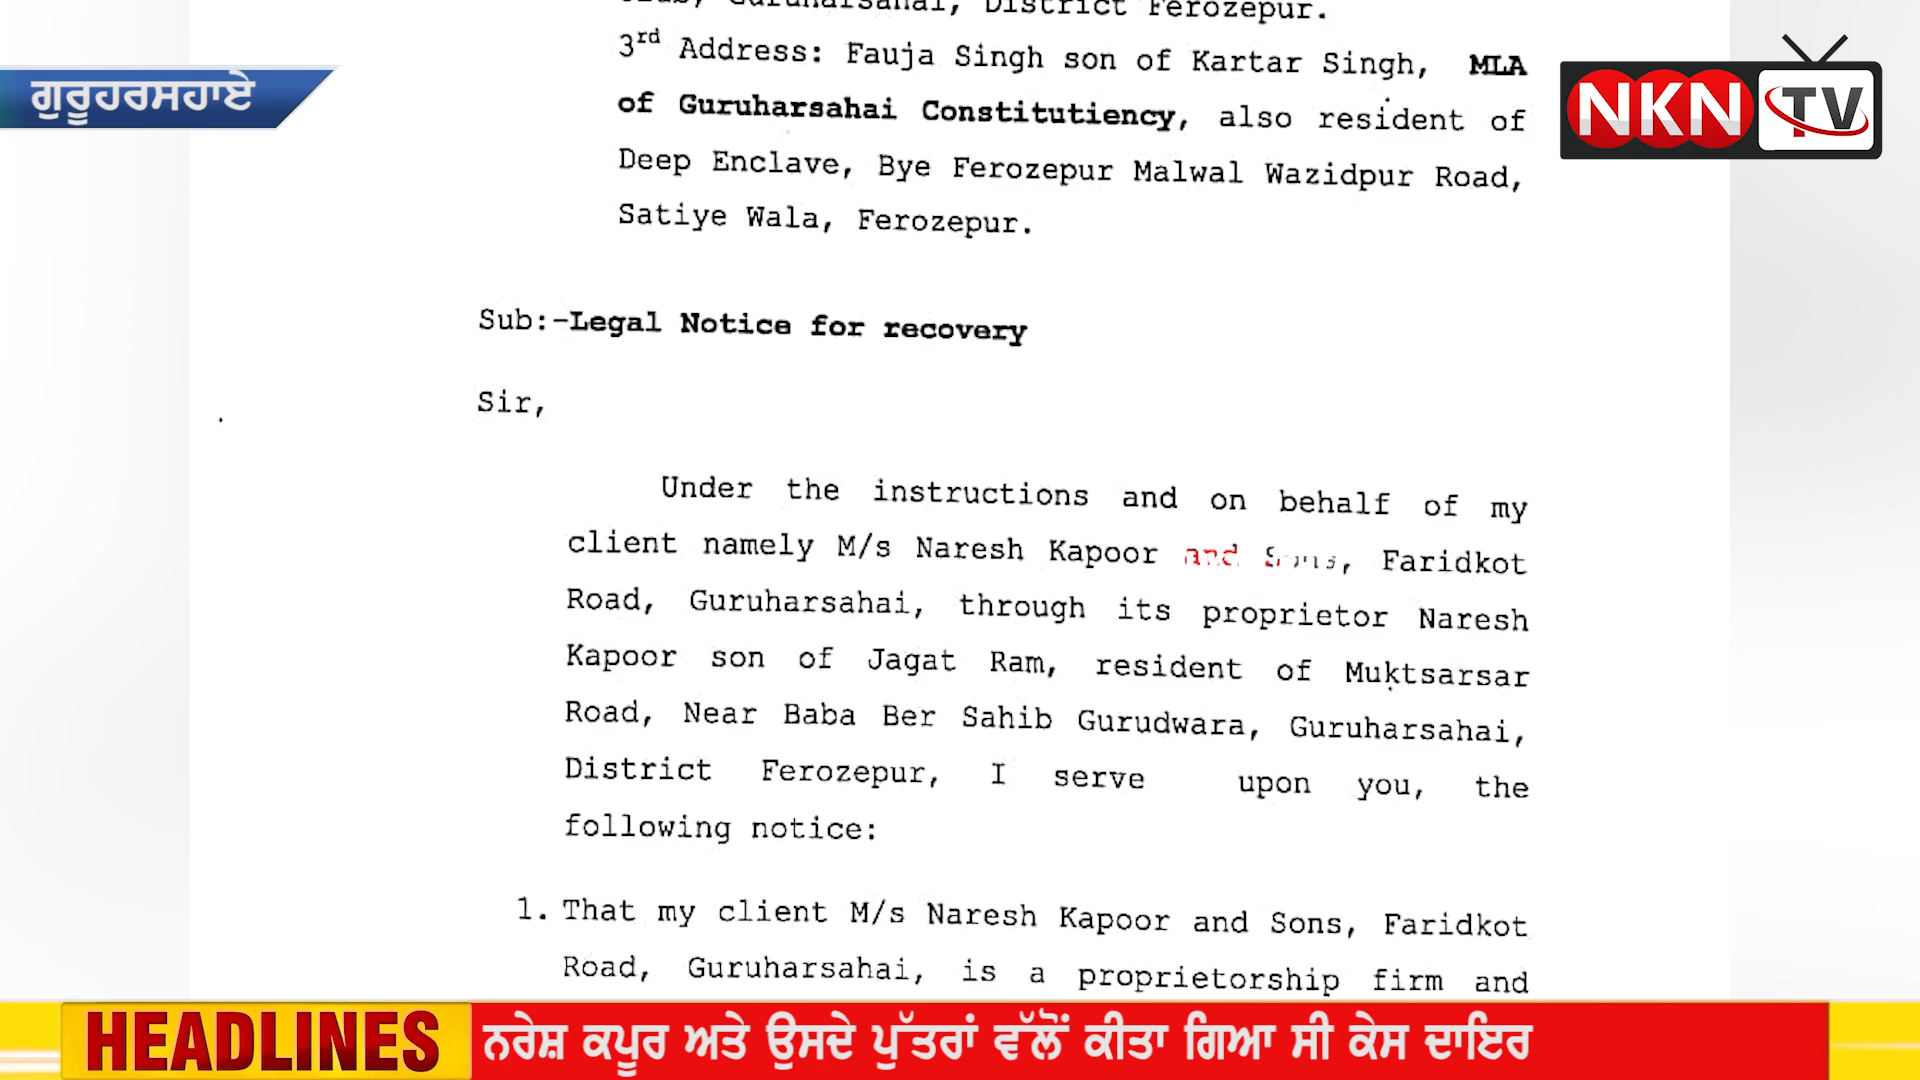 Guruharsahai, District Ferozepur.
3rd Address: Fauja Singh son of Kartar Singh, MLA
of Guruharsahai Constitutiency, also resident of
Deep Enclave, Bye Ferozepur Malwal Wazidpur Road,
Satiye Wala, Ferozepur.
ਗੁਰੂਹਰਸਹਾਏ
NKN TV
Sub:-Legal Notice for recovery
Sir,
Under the instructions and on behalf of my
client namely M/s Naresh Kapoor and Sons, Faridkot
Road, Guruharsahai, through its proprietor Naresh
Kapoor son of Jagat Ram, resident of Muktsarsar
Road, Near Baba Ber Sahib Gurudwara, Guruharsahai,
District Ferozepur, I serve upon you, the
following notice:
1. That my client M/s Naresh Kapoor and Sons, Faridkot
Road, Guruharsahai, is a proprietorship firm and
HEADLINES
ਨਰੇਸ਼ ਕਪੂਰ ਅਤੇ ਉਸਦੇ ਪੁੱਤਰਾਂ ਵੱਲੋਂ ਕੀਤਾ ਗਿਆ ਸੀ ਕੇਸ ਦਾਇਰ